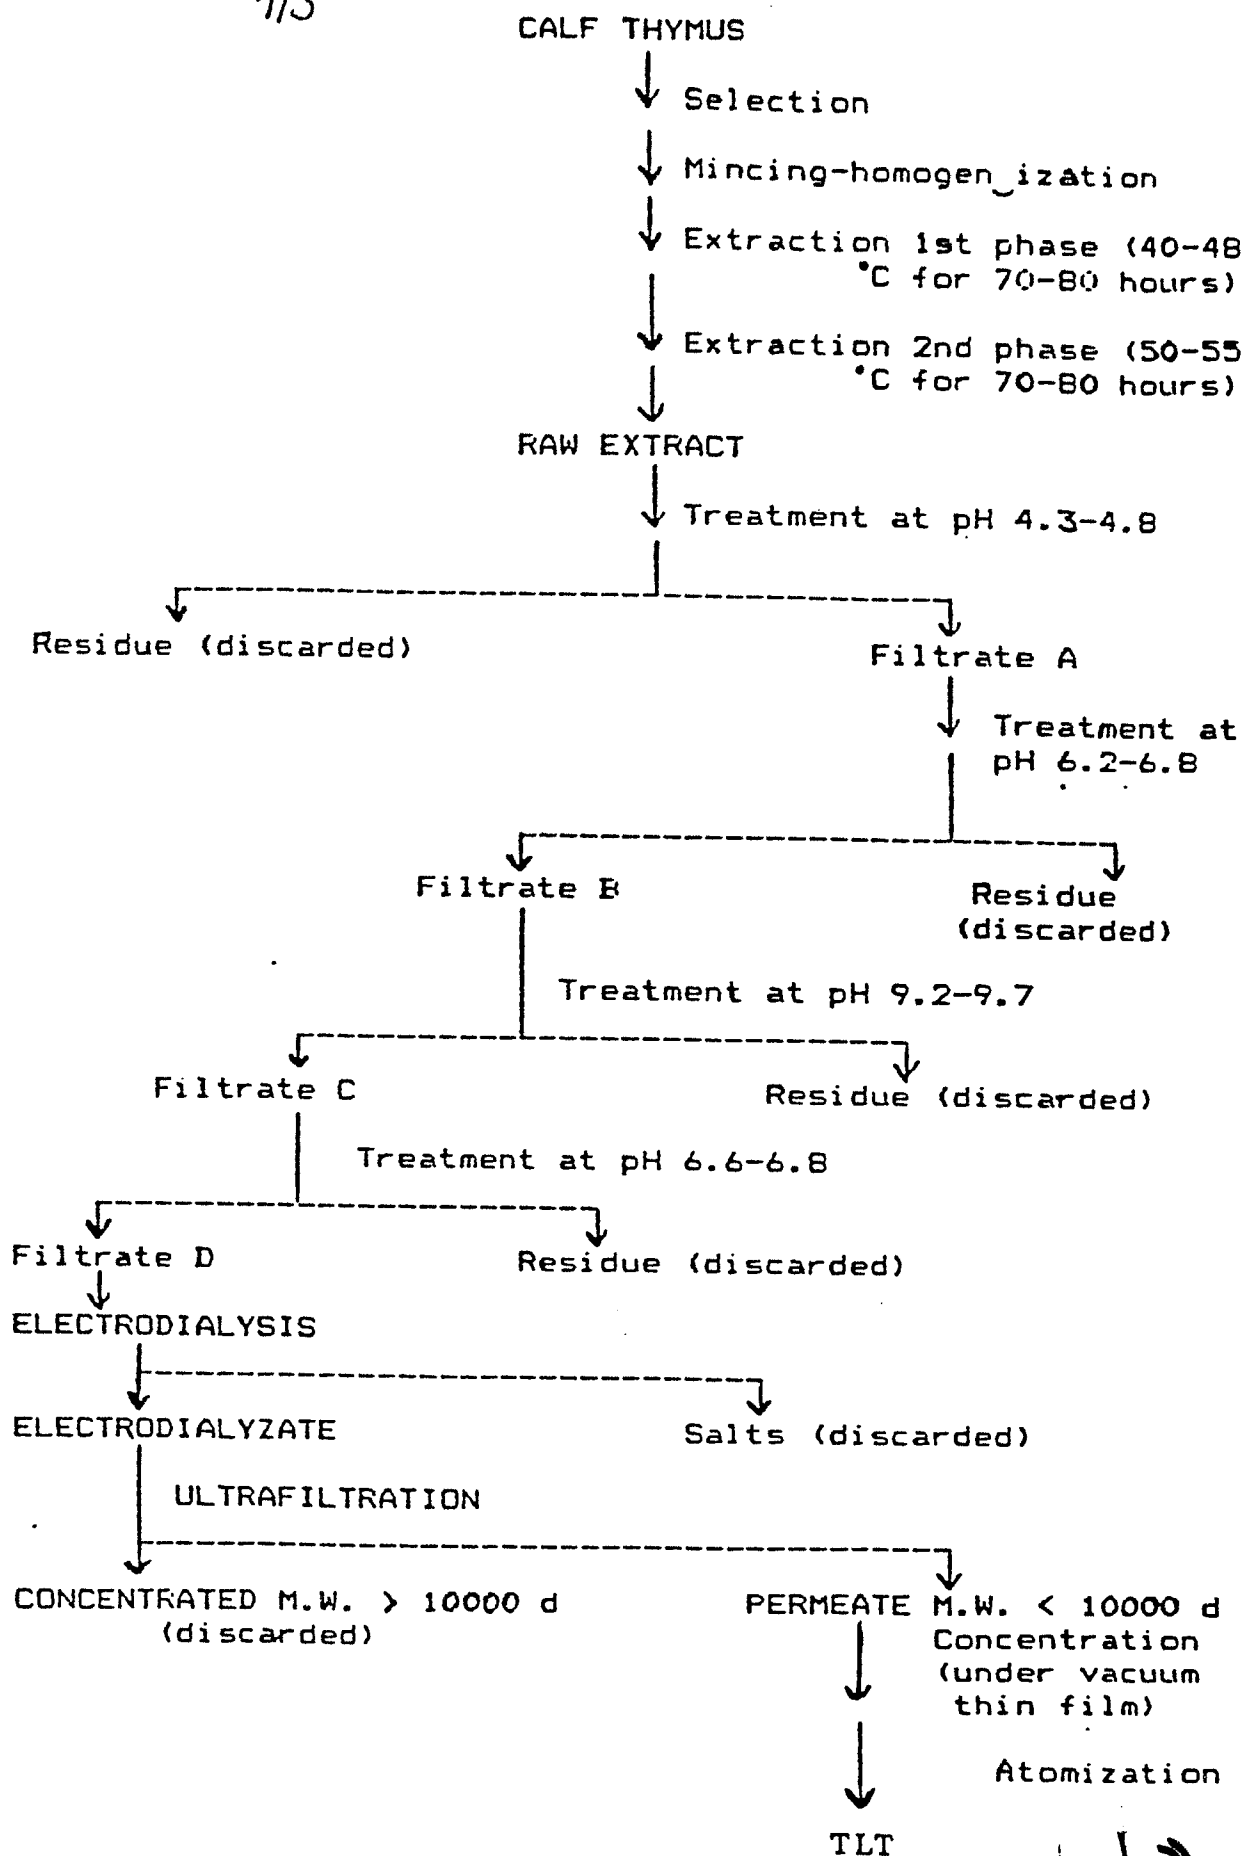 1/5
CALF THYMUS
Selection
Mincing-homogenization
Extraction 1st phase (40-48
°C for 70-80 hours)
Extraction 2nd phase (50-55
°C for 70-80 hours)
RAW EXTRACT
Treatment at pH 4.3-4.8
Residue (discarded)
Filtrate A
Treatment at
pH 6.2-6.8
Filtrate B
Residue
(discarded)
Treatment at pH 9.2-9.7
Filtrate C
Residue (discarded)
Treatment at pH 6.6-6.8
Filtrate D
Residue (discarded)
ELECTRODIALYSIS
ELECTRODIALYZATE
Salts (discarded)
ULTRAFILTRATION
CONCENTRATED M.W. > 10000 d
(discarded)
PERMEATE M.W. < 10000 d
Concentration
(under vacuum
thin film)
Atomization
TLT